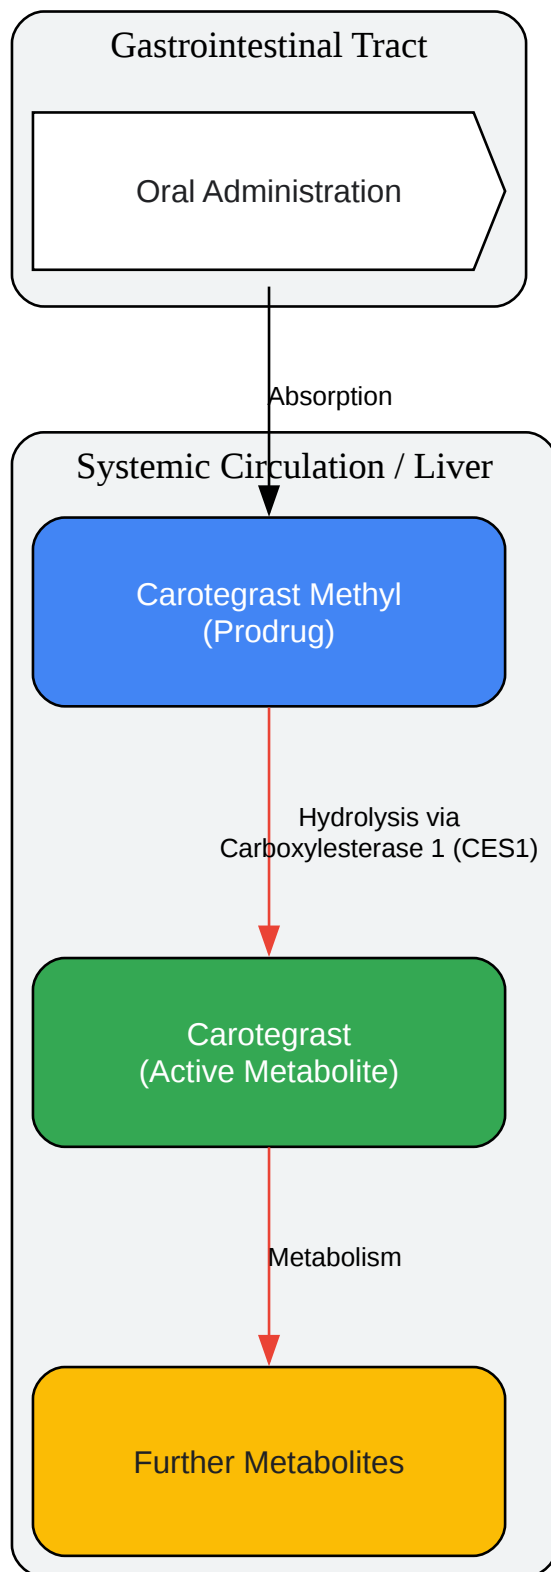 Gastrointestinal Tract
Oral Administration
Absorption
Systemic Circulation / Liver
Carotegrast Methyl
(Prodrug)
Hydrolysis via
Carboxylesterase 1 (CES1)
Carotegrast
(Active Metabolite)
Metabolism
Further Metabolites